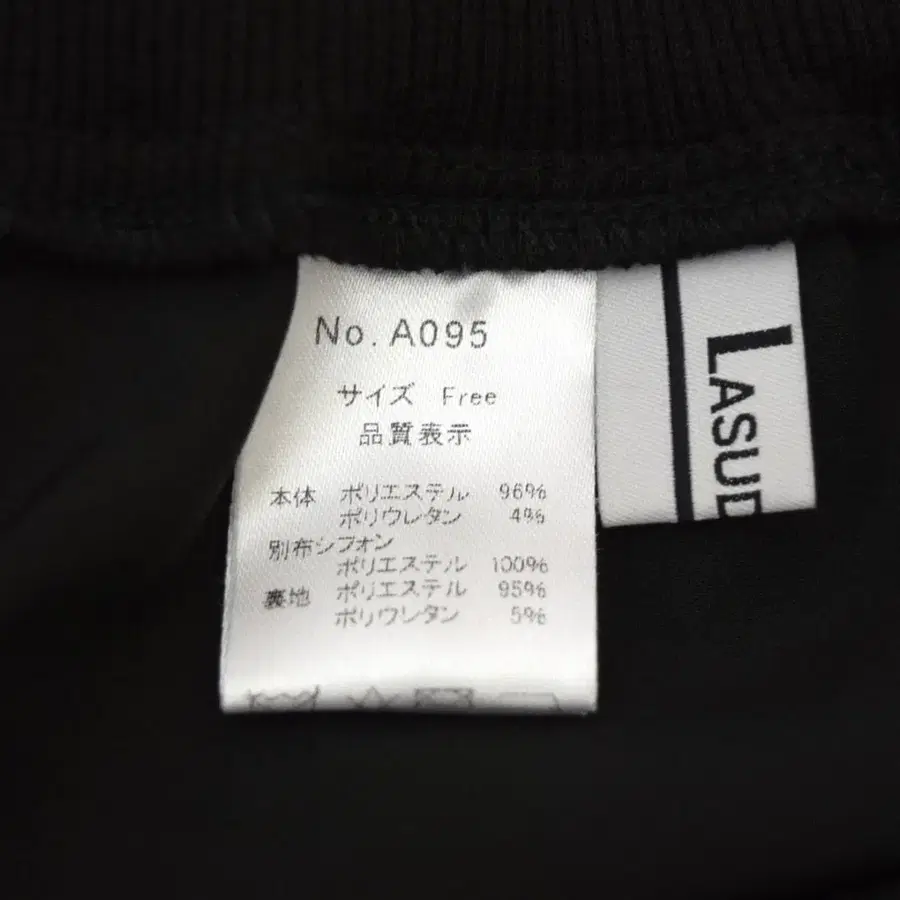 No. A095
サイズ Free
品質表示
本体 ポリエステル 96%
ポリウレタン 4%
別布シフォン
ポリエステル 100%
裏地 ポリエステル 95%
ポリウレタン 5%